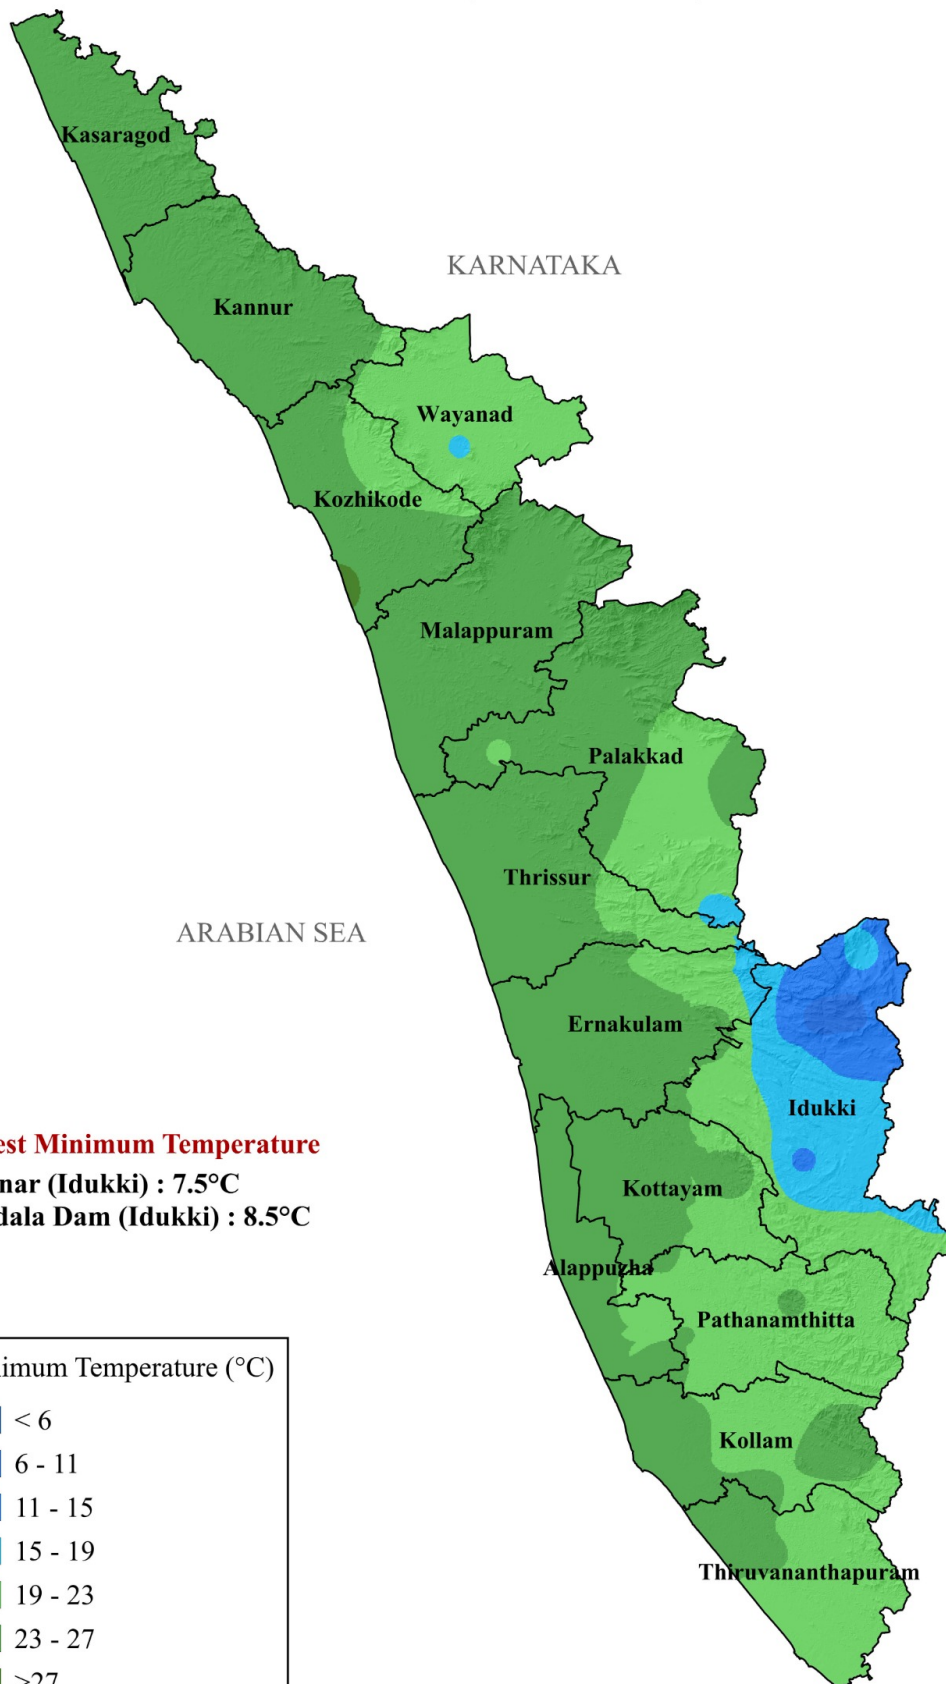 Kasaragod
KARNATAKA
Kannur
Wayanad
Kozhikode
Malappuram
Palakkad
Thrissur
ARABIAN SEA
Ernakulam
Idukki
est Minimum Temperature
nar (Idukki) : 7.5°C
dala Dam (Idukki) : 8.5°C
Kottayam
Alappuzha
Pathanamthitta
Kollam
Thiruvananthapuram
nimum Temperature (°C)
< 6
6 - 11
11 - 15
15 - 19
19 - 23
23 - 27
>27